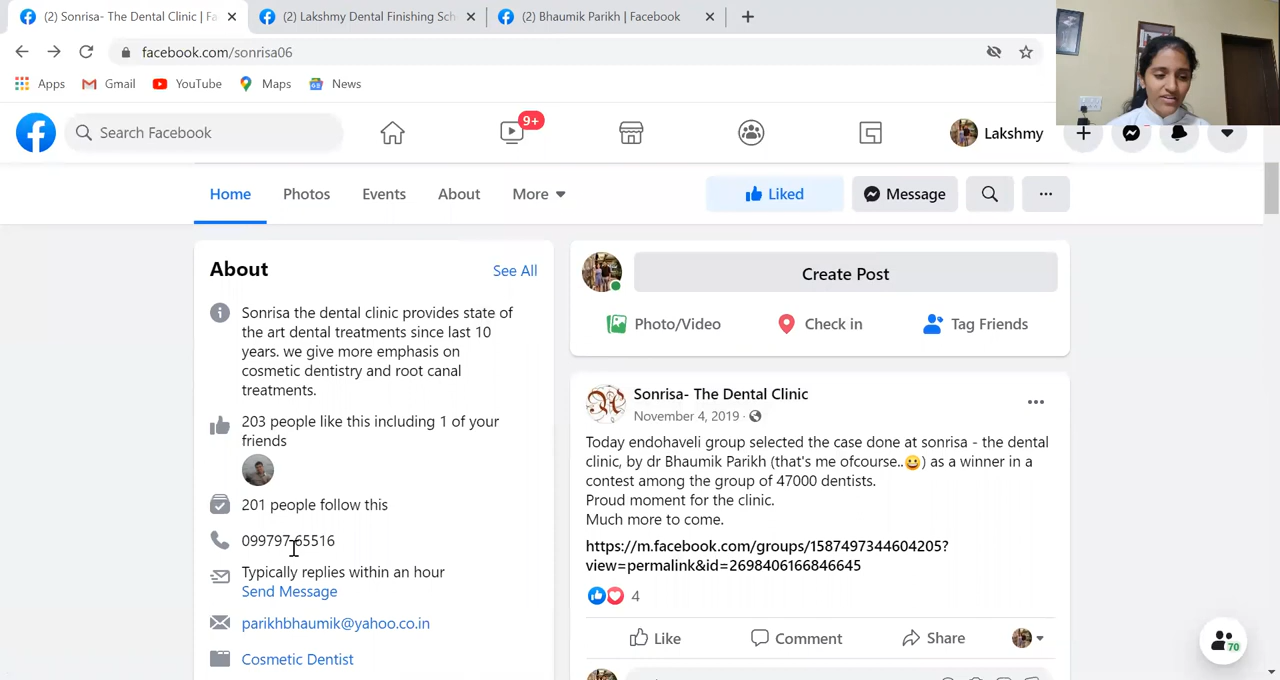 (2) Sonrisa- The Dental Clinic | Fa
(2) Lakshmy Dental Finishing Sch
(2) Bhaumik Parikh | Facebook
facebook.com/sonrisa06
Apps Gmail YouTube Maps News
Search Facebook
9+
Lakshmy
Home Photos Events About More
Liked Message
About
See All
Sonrisa the dental clinic provides state of
the art dental treatments since last 10
years. we give more emphasis on
cosmetic dentistry and root canal
treatments.
203 people like this including 1 of your
friends
201 people follow this
099797 65516
Typically replies within an hour
Send Message
parikhbhaumik@yahoo.co.in
Cosmetic Dentist
Create Post
Photo/Video Check in Tag Friends
Sonrisa- The Dental Clinic
November 4, 2019 ·
Today endohaveli group selected the case done at sonrisa - the dental
clinic, by dr Bhaumik Parikh (that's me ofcourse..😀) as a winner in a
contest among the group of 47000 dentists.
Proud moment for the clinic.
Much more to come.
https://m.facebook.com/groups/1587497344604205?
view=permalink&id=2698406166846645
4
Like Comment Share
70